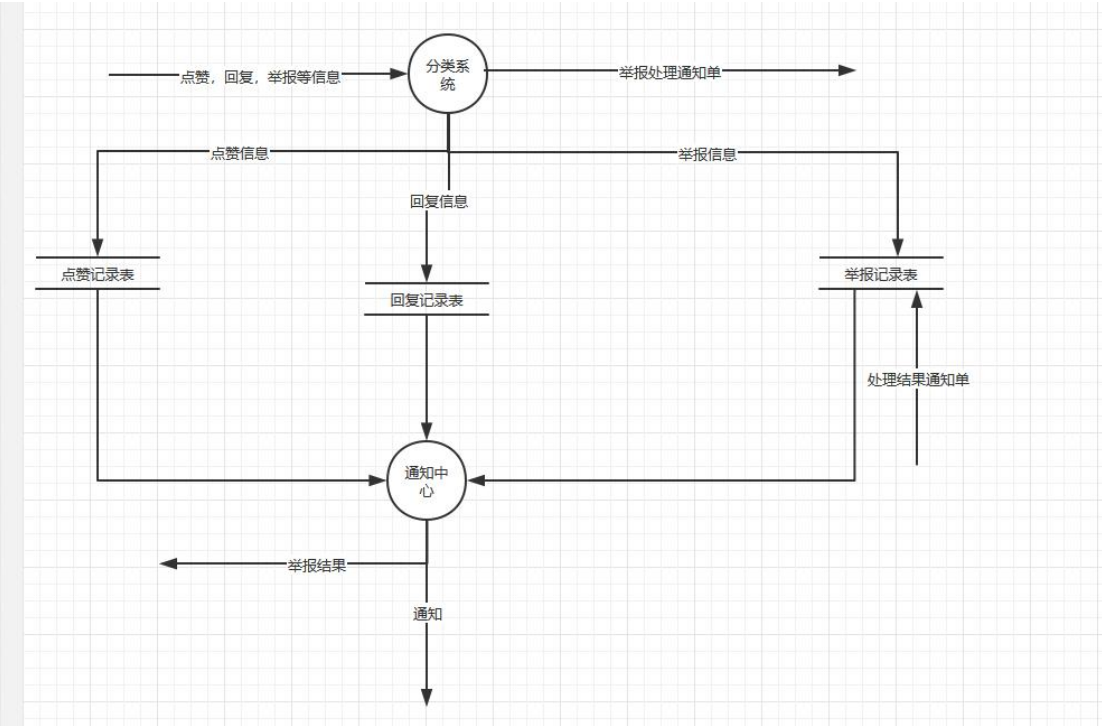 分类系
统
点赞，回复，举报等信息
举报处理通知单
点赞信息
举报信息
回复信息
点赞记录表
举报记录表
回复记录表
处理结果通知单
通知中
心
举报结果
通知